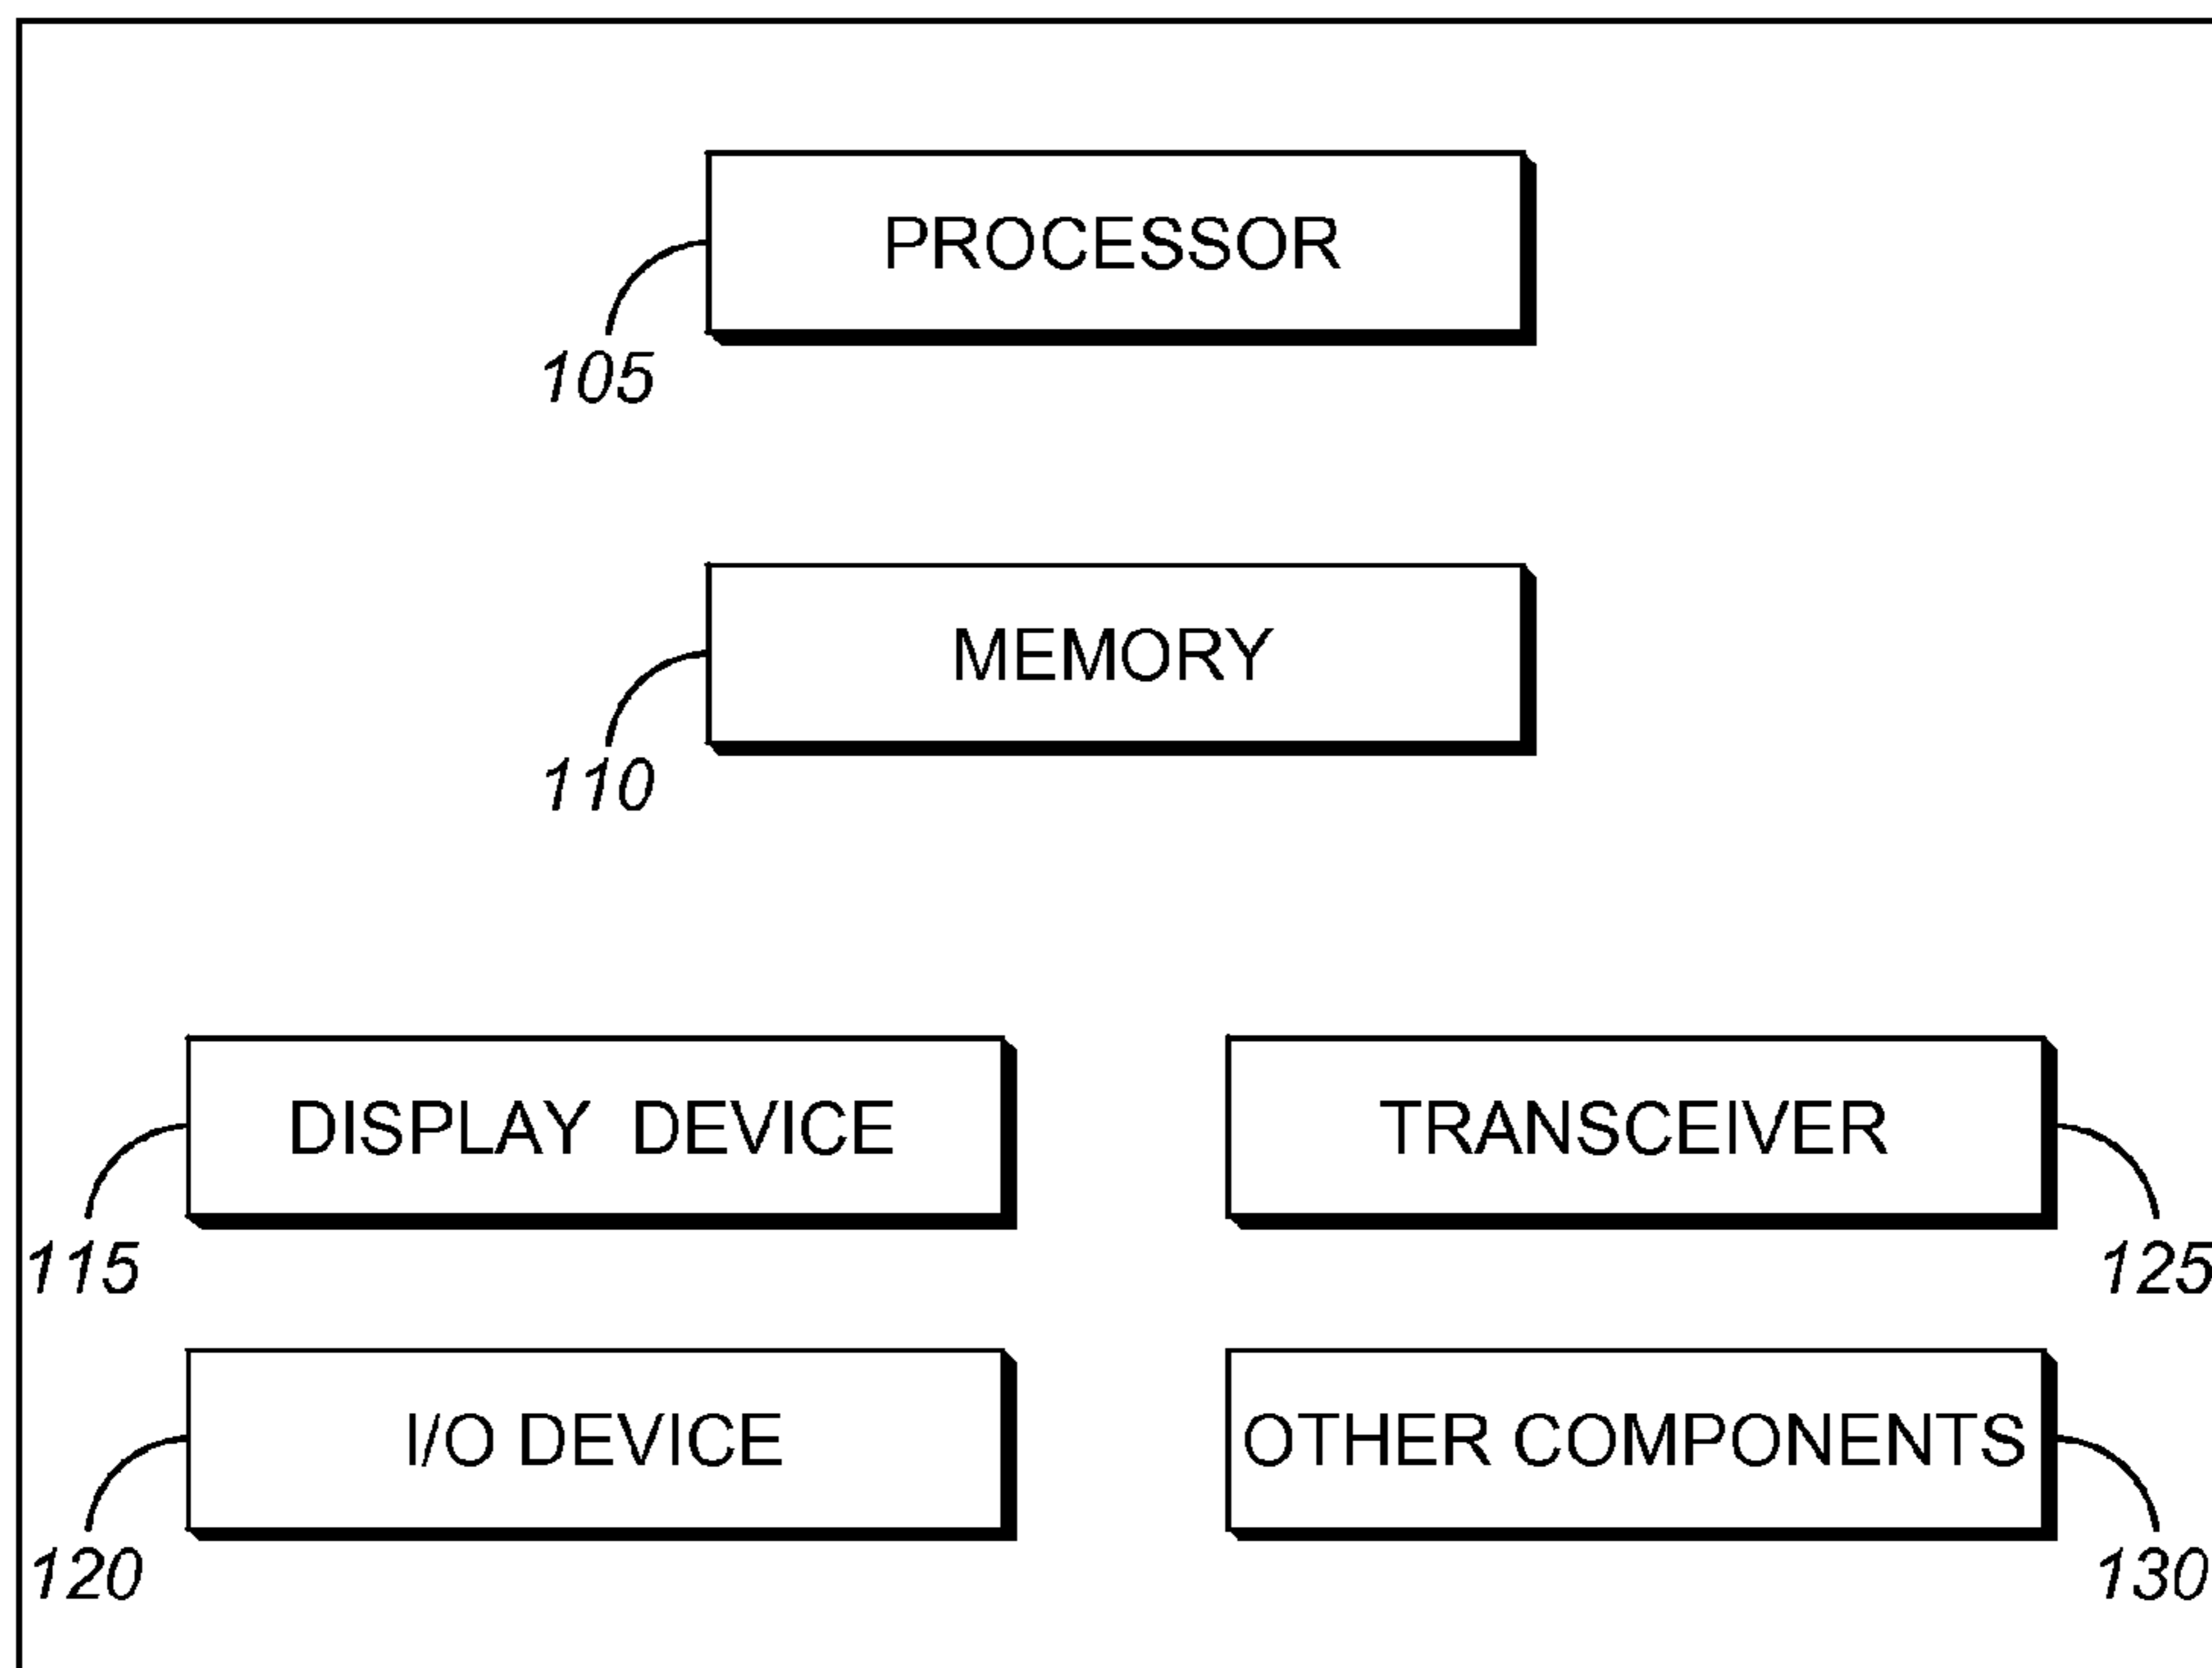 PROCESSOR
105
MEMORY
110
DISPLAY DEVICE
TRANSCEIVER
115
125
I/O DEVICE
OTHER COMPONENTS
120
130